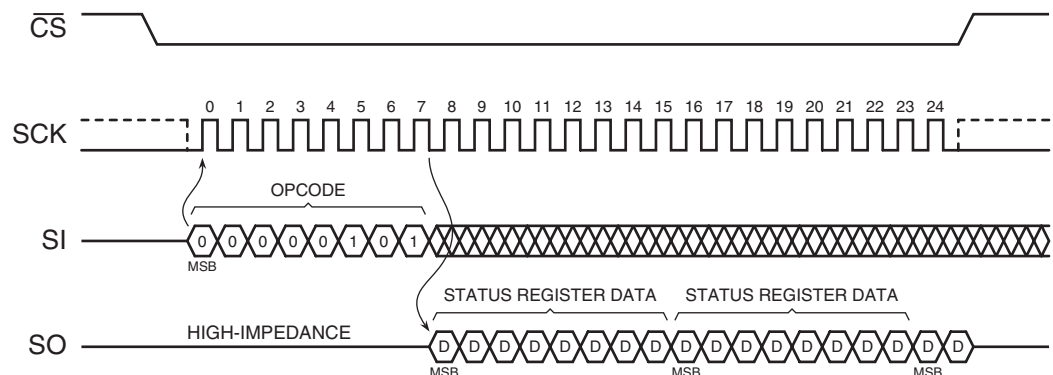 CS
0 1 2 3 4 5 6 7 8 9 10 11 12 13 14 15 16 17 18 19 20 21 22 23 24
SCK
OPCODE
SI 0 0 0 0 0 1 0 1
MSB
STATUS REGISTER DATA STATUS REGISTER DATA
SO HIGH-IMPEDANCE D D D D D D D D D D D D D D D D D D
MSB MSB MSB